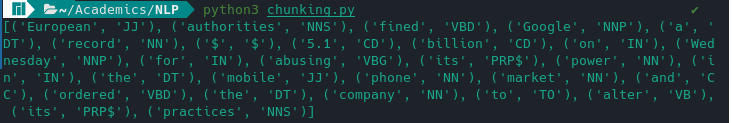 ~/Academics/NLP python3 chunking.py ✔
[('European', 'JJ'), ('authorities', 'NNS'), ('fined', 'VBD'), ('Google', 'NNP'), ('a', '
DT'), ('record', 'NN'), ('$', '$'), ('5.1', 'CD'), ('billion', 'CD'), ('on', 'IN'), ('Wed
nesday', 'NNP'), ('for', 'IN'), ('abusing', 'VBG'), ('its', 'PRP$'), ('power', 'NN'), ('i
n', 'IN'), ('the', 'DT'), ('mobile', 'JJ'), ('phone', 'NN'), ('market', 'NN'), ('and', 'C
C'), ('ordered', 'VBD'), ('the', 'DT'), ('company', 'NN'), ('to', 'TO'), ('alter', 'VB'),
 ('its', 'PRP$'), ('practices', 'NNS')]